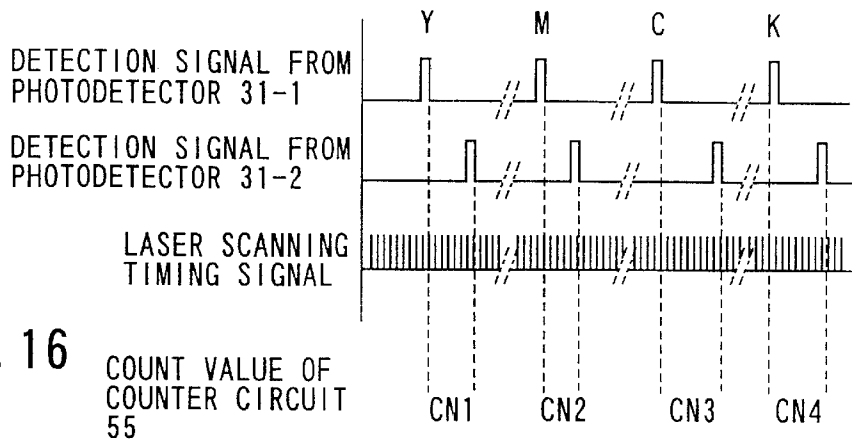 Y M C K
DETECTION SIGNAL FROM
PHOTODETECTOR 31-1
DETECTION SIGNAL FROM
PHOTODETECTOR 31-2
LASER SCANNING
TIMING SIGNAL
. 16
COUNT VALUE OF
COUNTER CIRCUIT
55
CN1 CN2 CN3 CN4